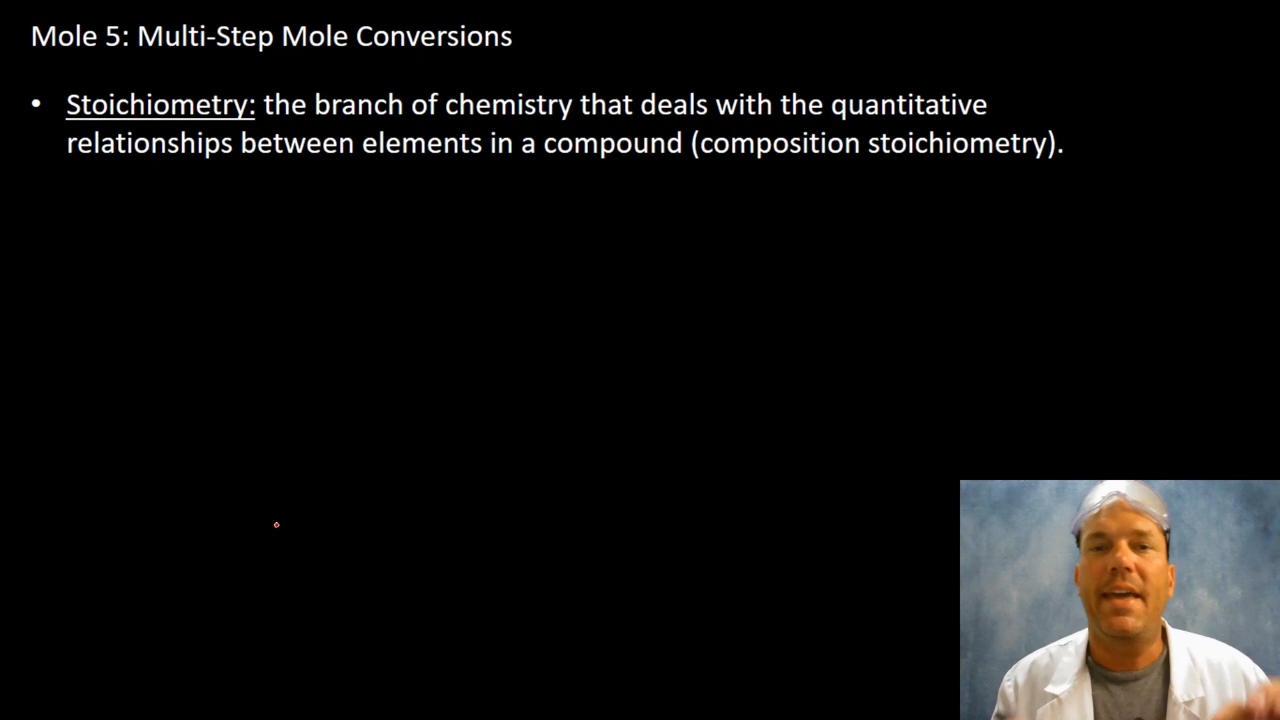 Mole 5: Multi-Step Mole Conversions
• Stoichiometry: the branch of chemistry that deals with the quantitative
relationships between elements in a compound (composition stoichiometry).